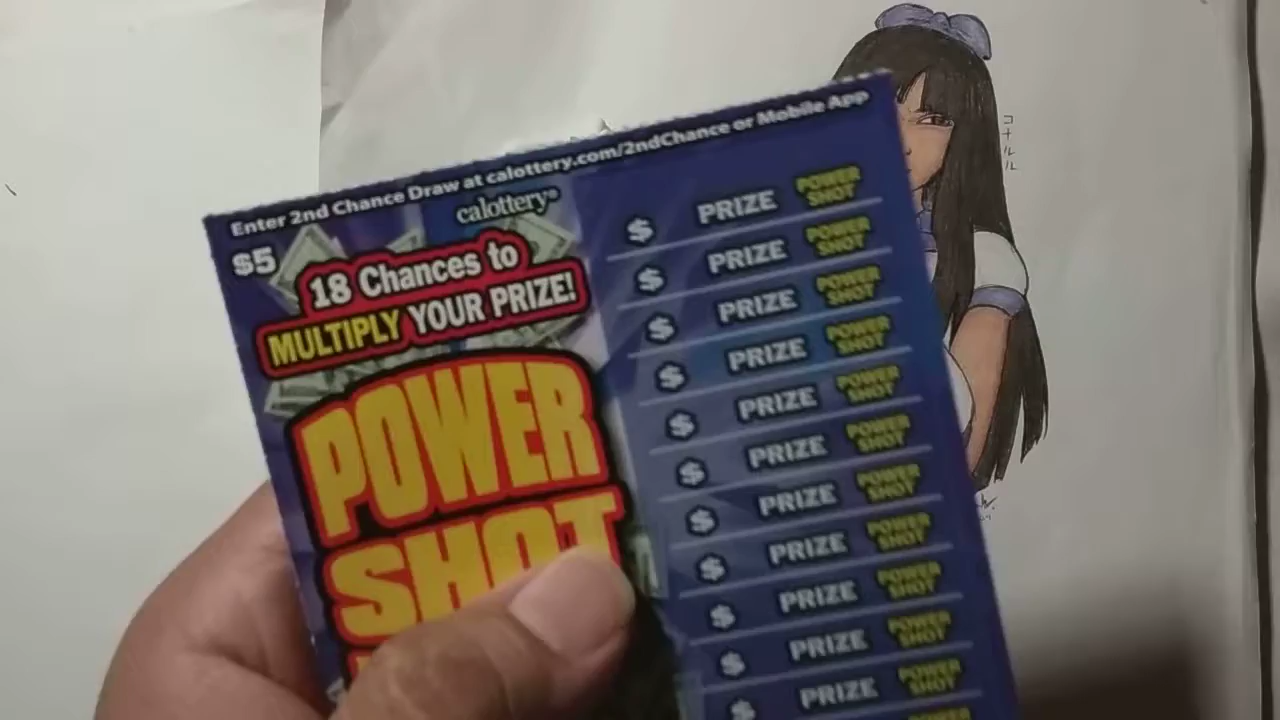 Enter 2nd Chance Draw at calottery.com/2ndChance or Mobile App
calottery
$5
18 Chances to
MULTIPLY YOUR PRIZE!
POWER
SHOT
$ PRIZE POWER SHOT
$ PRIZE POWER SHOT
$ PRIZE POWER SHOT
$ PRIZE POWER SHOT
$ PRIZE POWER SHOT
$ PRIZE POWER SHOT
$ PRIZE POWER SHOT
$ PRIZE POWER SHOT
$ PRIZE POWER SHOT
$ PRIZE POWER SHOT
$ PRIZE POWER SHOT
POWER